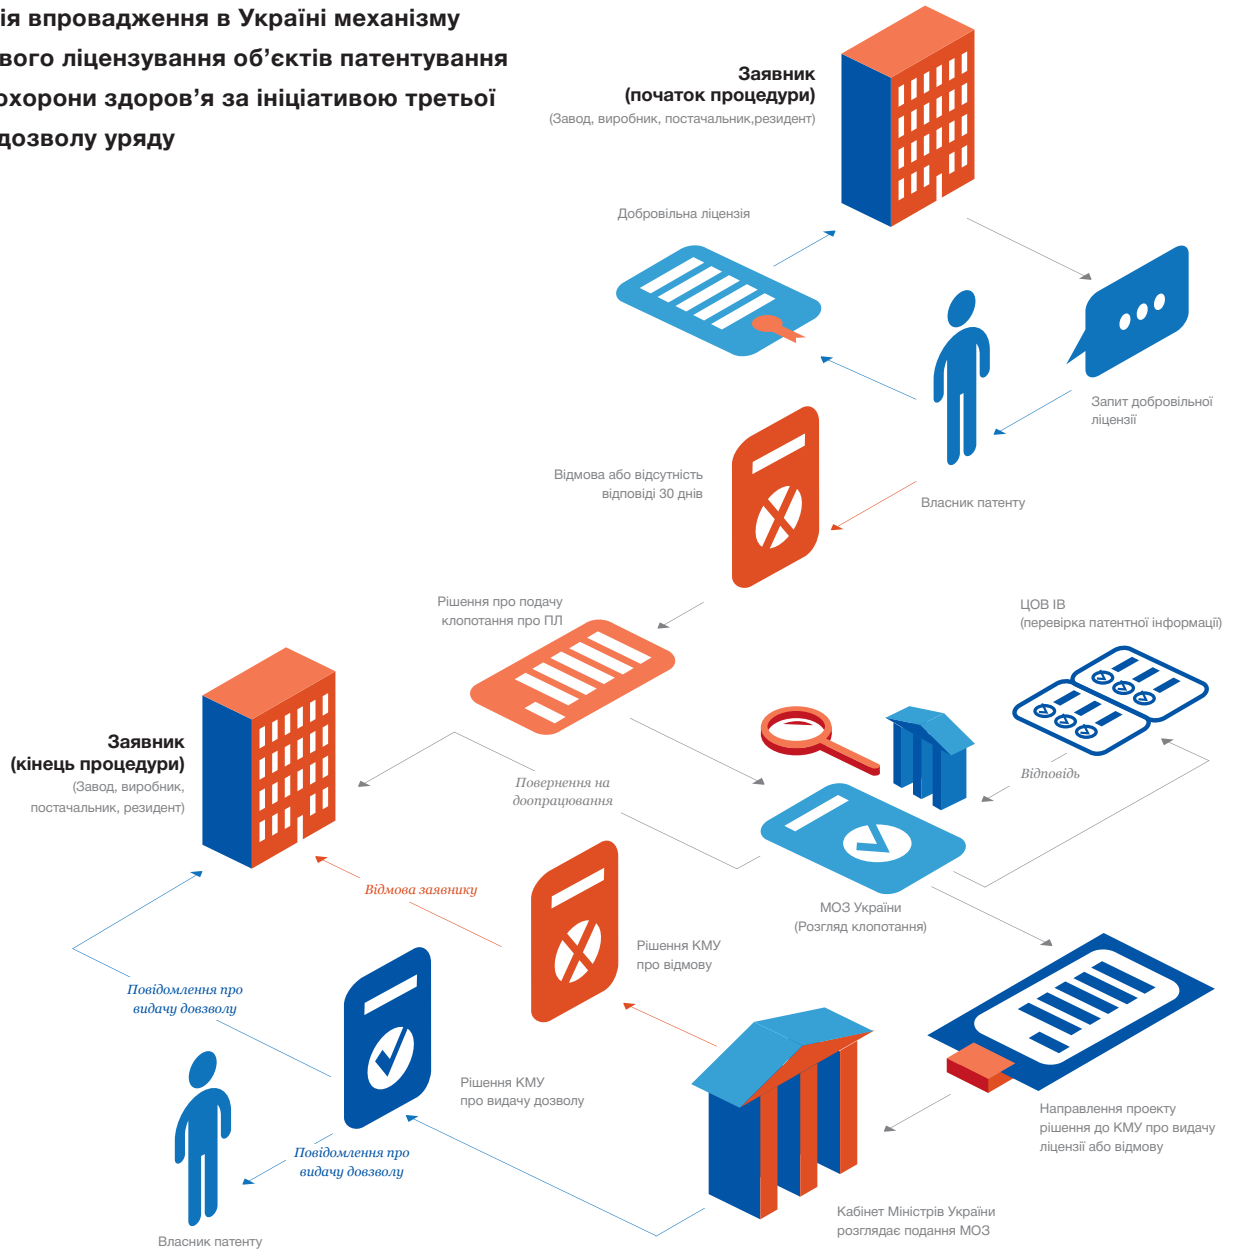 ія впровадження в Україні механізму
вого ліцензування об’єктів патентування
охорони здоров’я за ініціативою третьої
дозволу уряду
Заявник
(початок процедури)
(Завод, виробник, постачальник,резидент)
Добровільна ліцензія
Запит добровільної
ліцензії
Відмова або відсутність
відповіді 30 днів
Власник патенту
Рішення про подачу
клопотання про ПЛ
ЦОВ ІВ
(перевірка патентної інформації)
Заявник
(кінець процедури)
(Завод, виробник,
постачальник, резидент)
Повернення на
доопрацювання
Відповідь
МОЗ України
(Розгляд клопотання)
Відмова заявнику
Рішення КМУ
про відмову
Повідомлення про
видачу довзволу
Рішення КМУ
про видачу дозволу
Направлення проекту
рішення до КМУ про видачу
ліцензії або відмову
Повідомлення про
видачу довзволу
Кабінет Міністрів України
розглядає подання МОЗ
Власник патенту